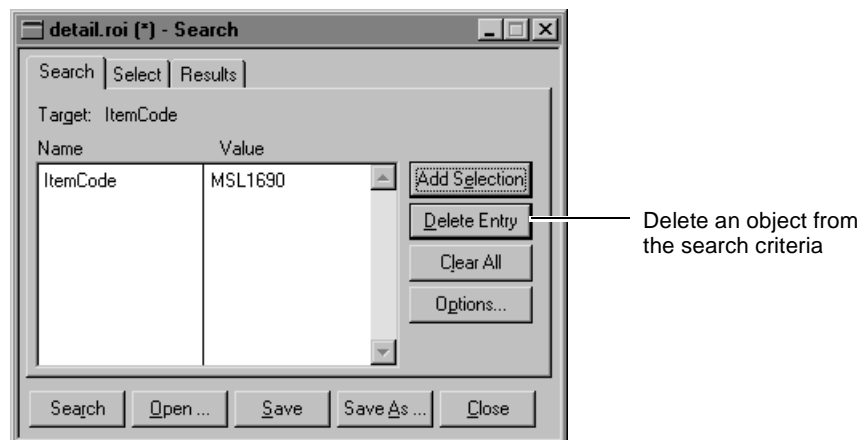 detail.roi (*) - Search
Search Select Results
Target: ItemCode
Name Value
ItemCode MSL1690
Add Selection
Delete Entry
Clear All
Options...
Delete an object from
the search criteria
Search Open ... Save Save As ... Close